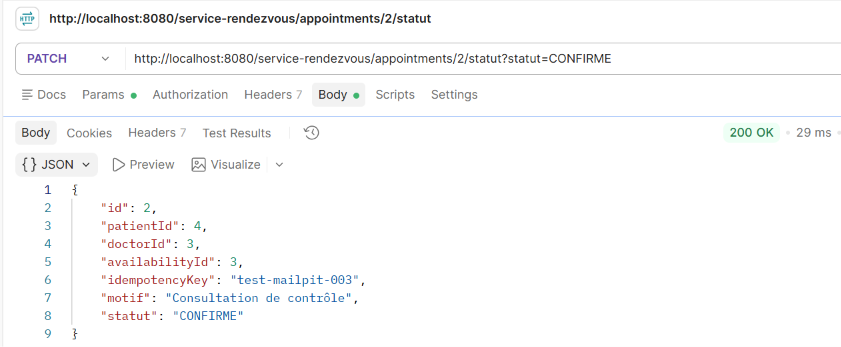 HTTP http://localhost:8080/service-rendezvous/appointments/2/statut
PATCH http://localhost:8080/service-rendezvous/appointments/2/statut?statut=CONFIRME
Docs Params Authorization Headers 7 Body Scripts Settings
Body Cookies Headers 7 Test Results 200 OK • 29 ms •
{ } JSON Preview Visualize
1 {
2 "id": 2,
3 "patientId": 4,
4 "doctorId": 3,
5 "availabilityId": 3,
6 "idempotencyKey": "test-mailpit-003",
7 "motif": "Consultation de contrôle",
8 "statut": "CONFIRME"
9 }